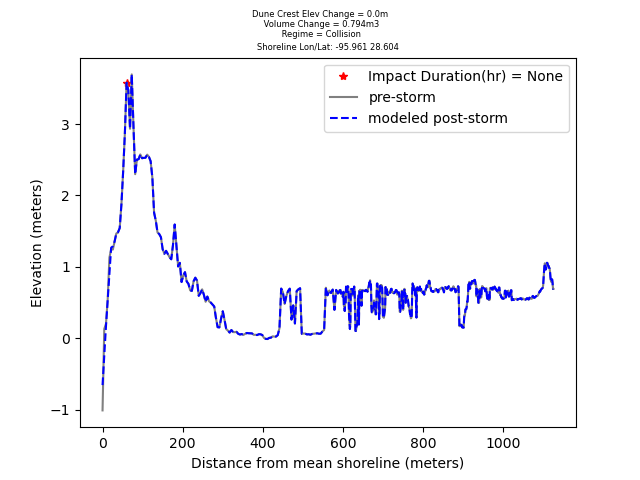 Dune Crest Elev Change = 0.0m
Volume Change = 0.794m3
Regime = Collision
Shoreline Lon/Lat: -95.961 28.604
Impact Duration(hr) = None
pre-storm
modeled post-storm
Elevation (meters)
3
2
1
0
−1
0 200 400 600 800 1000
Distance from mean shoreline (meters)